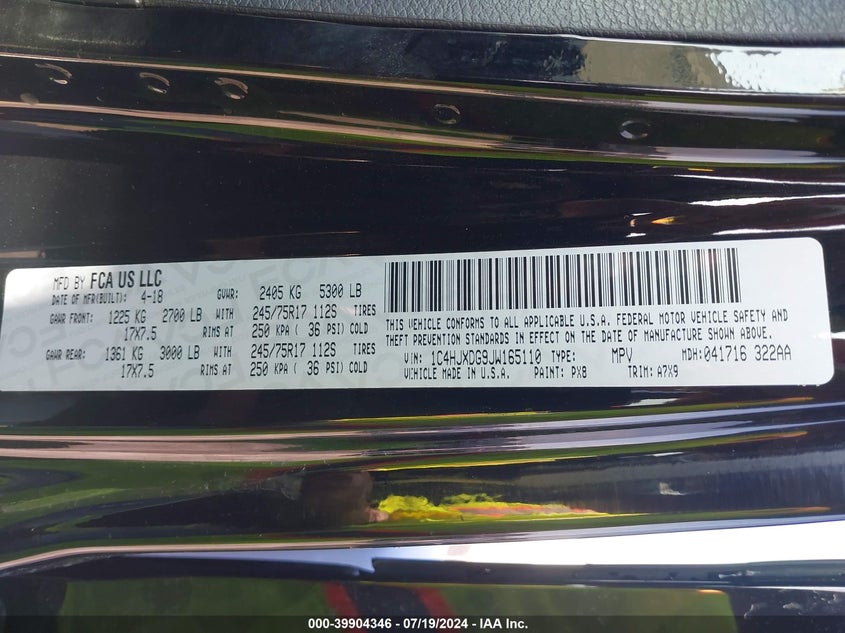 MFD BY FCA US LLC
DATE OF MFR(BUILT): 4-18 GVWR: 2405 KG 5300 LB
GAWR FRONT: 1225 KG 2700 LB WITH 245/75R17 112S TIRES
17X7.5 RIMS AT 250 KPA ( 36 PSI) COLD
GAWR REAR: 1361 KG 3000 LB WITH 245/75R17 112S TIRES
17X7.5 RIMS AT 250 KPA ( 36 PSI) COLD
THIS VEHICLE CONFORMS TO ALL APPLICABLE U.S.A. FEDERAL MOTOR VEHICLE SAFETY AND
THEFT PREVENTION STANDARDS IN EFFECT ON THE DATE OF MANUFACTURE SHOWN ABOVE.
VIN: 1C4HJXDG9JW165110 TYPE: MPV MDH:041716 322AA
VEHICLE MADE IN U.S.A. PAINT: PX8 TRIM: A7X9
000-39904346 - 07/19/2024 - IAA Inc.